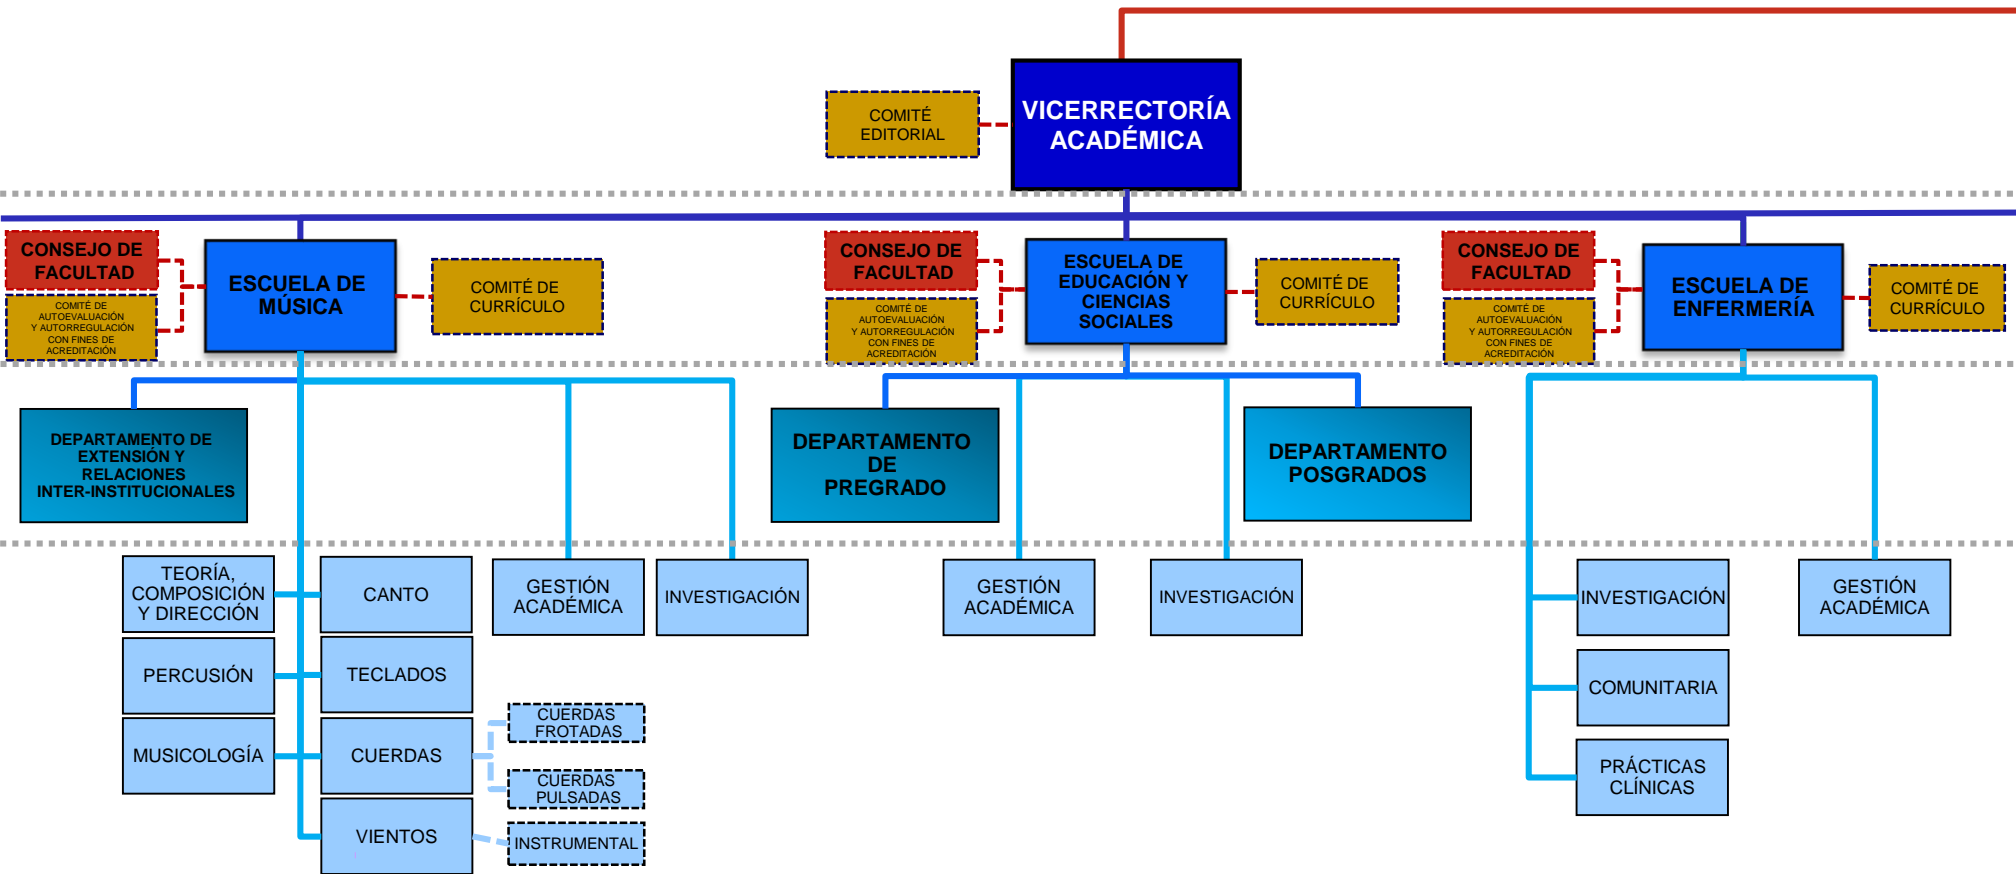 COMITÉ
EDITORIAL
VICERRECTORÍA
ACADÉMICA
CONSEJO DE
FACULTAD
COMITÉ DE
AUTOEVALUACIÓN
Y AUTORREGULACIÓN
CON FINES DE
ACREDITACIÓN
ESCUELA DE
MÚSICA
COMITÉ DE
CURRÍCULO
CONSEJO DE
FACULTAD
COMITÉ DE
AUTOEVALUACIÓN
Y AUTORREGULACIÓN
CON FINES DE
ACREDITACIÓN
ESCUELA DE
EDUCACIÓN Y
CIENCIAS
SOCIALES
COMITÉ DE
CURRÍCULO
CONSEJO DE
FACULTAD
COMITÉ DE
AUTOEVALUACIÓN
Y AUTORREGULACIÓN
CON FINES DE
ACREDITACIÓN
ESCUELA DE
ENFERMERÍA
COMITÉ DE
CURRÍCULO
DEPARTAMENTO DE
EXTENSIÓN Y
RELACIONES
INTER-INSTITUCIONALES
DEPARTAMENTO
DE
PREGRADO
DEPARTAMENTO
POSGRADOS
TEORÍA,
COMPOSICIÓN
Y DIRECCIÓN
CANTO
GESTIÓN
ACADÉMICA
INVESTIGACIÓN
GESTIÓN
ACADÉMICA
INVESTIGACIÓN
INVESTIGACIÓN
GESTIÓN
ACADÉMICA
PERCUSIÓN
TECLADOS
COMUNITARIA
MUSICOLOGÍA
CUERDAS
CUERDAS
FROTADAS
CUERDAS
PULSADAS
PRÁCTICAS
CLÍNICAS
VIENTOS
INSTRUMENTAL